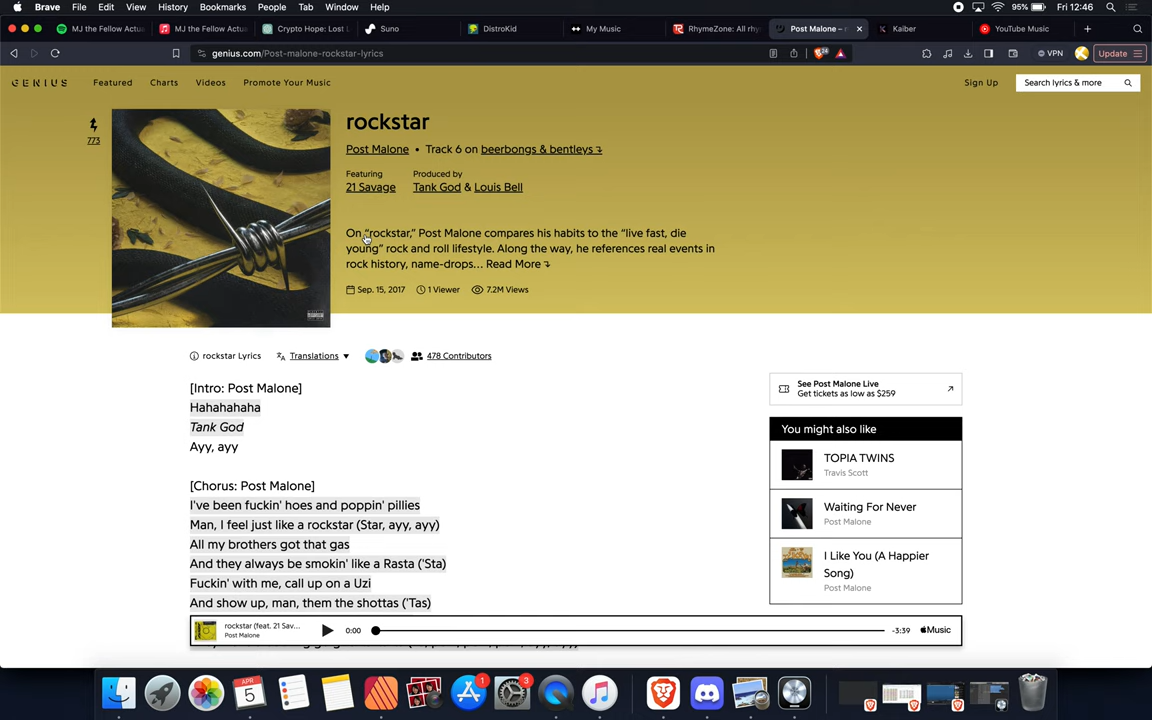 Brave File Edit View History Bookmarks People Tab Window Help
95% Fri 12:46
MJ the Fellow Actua
MJ the Fellow Actua
Crypto Hope: Lost L
Suno
DistroKid
My Music
RhymeZone: All rhy
Post Malone –
Kaiber
YouTube Music
genius.com/Post-malone-rockstar-lyrics
VPN
Update
GENIUS Featured Charts Videos Promote Your Music
Sign Up Search lyrics & more
773
rockstar
Post Malone • Track 6 on beerbongs & bentleys
Featuring Produced by
21 Savage Tank God & Louis Bell
On “rockstar,” Post Malone compares his habits to the “live fast, die
young” rock and roll lifestyle. Along the way, he references real events in
rock history, name-drops… Read More
Sep. 15, 2017 1 Viewer 7.2M Views
rockstar Lyrics Translations 478 Contributors
[Intro: Post Malone]
Hahahahaha
Tank God
Ayy, ayy
[Chorus: Post Malone]
I've been fuckin' hoes and poppin' pillies
Man, I feel just like a rockstar (Star, ayy, ayy)
All my brothers got that gas
And they always be smokin' like a Rasta ('Sta)
Fuckin' with me, call up on a Uzi
And show up, man, them the shottas ('Tas)
See Post Malone Live
Get tickets as low as $259
You might also like
TOPIA TWINS
Travis Scott
Waiting For Never
Post Malone
I Like You (A Happier
Song)
Post Malone
rockstar (feat. 21 Sav...
Post Malone
0:00
-3:39
Music
APR
5
1
3